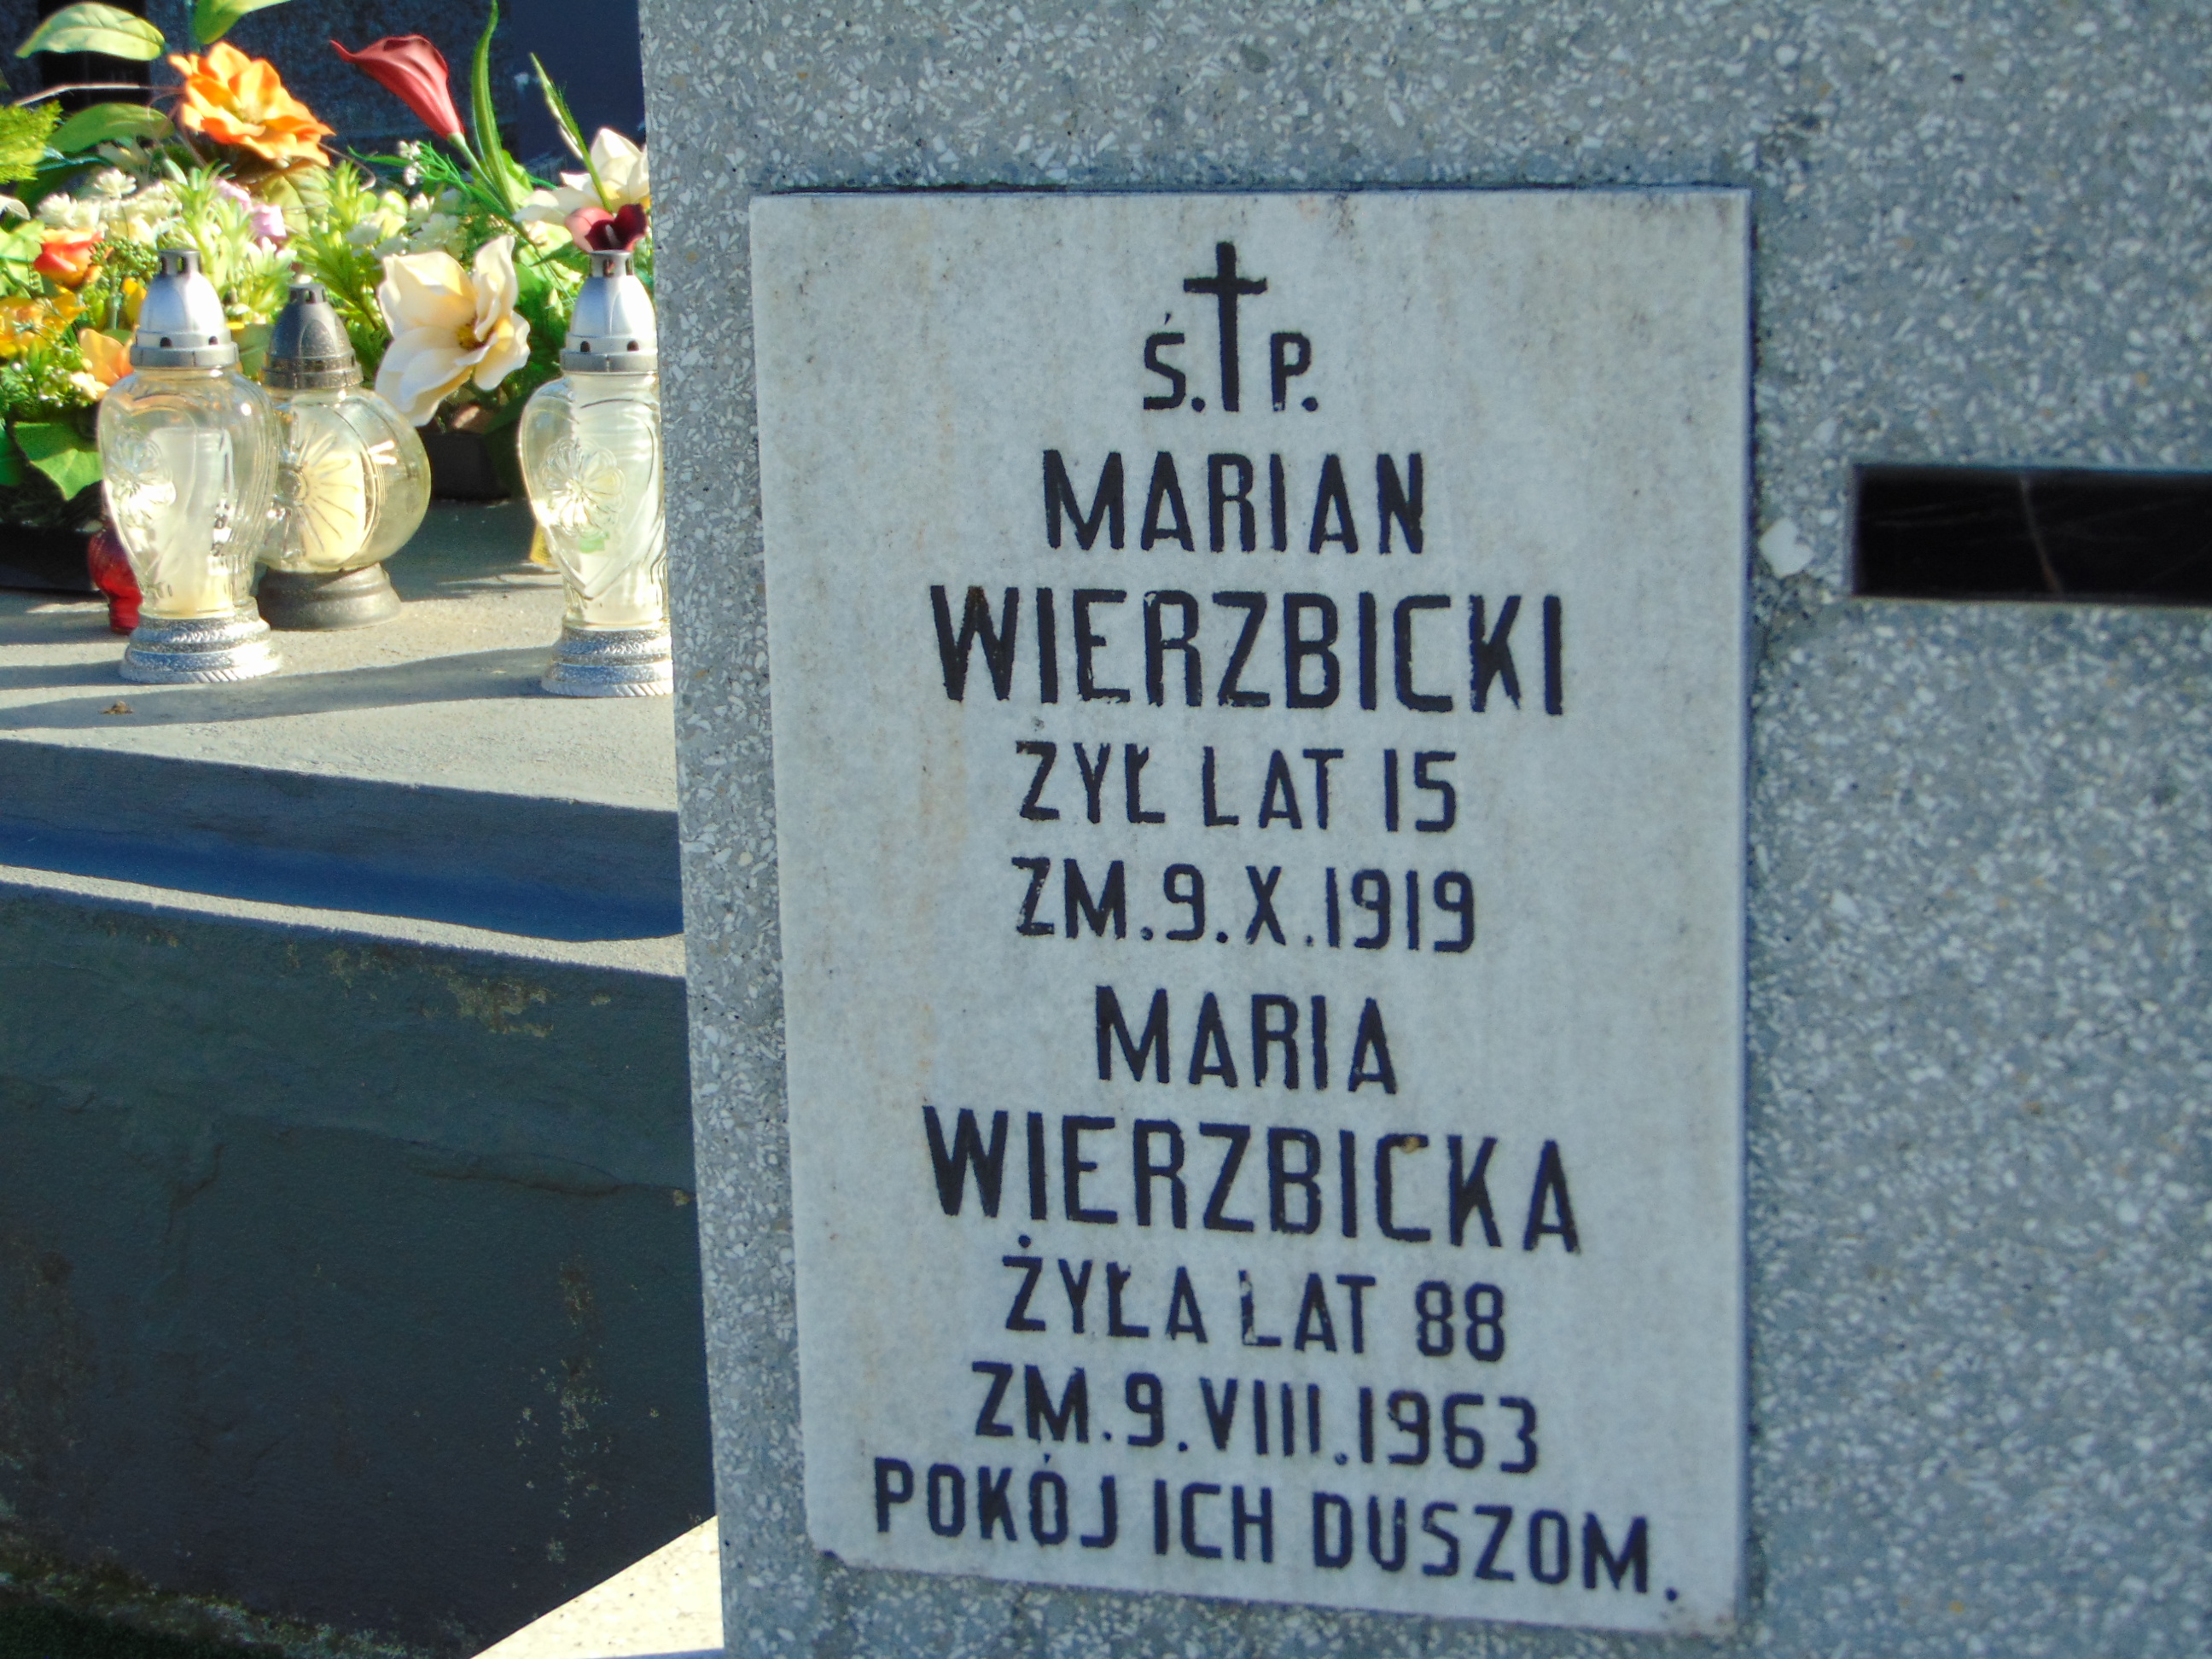 Ś.P.
MARIAN
WIERZBICKI
ŻYŁ LAT 15
ZM.9.X.1919
MARIA
WIERZBICKA
ŻYŁA LAT 88
ZM.9.VIII.1963
POKÓJ ICH DUSZOM.